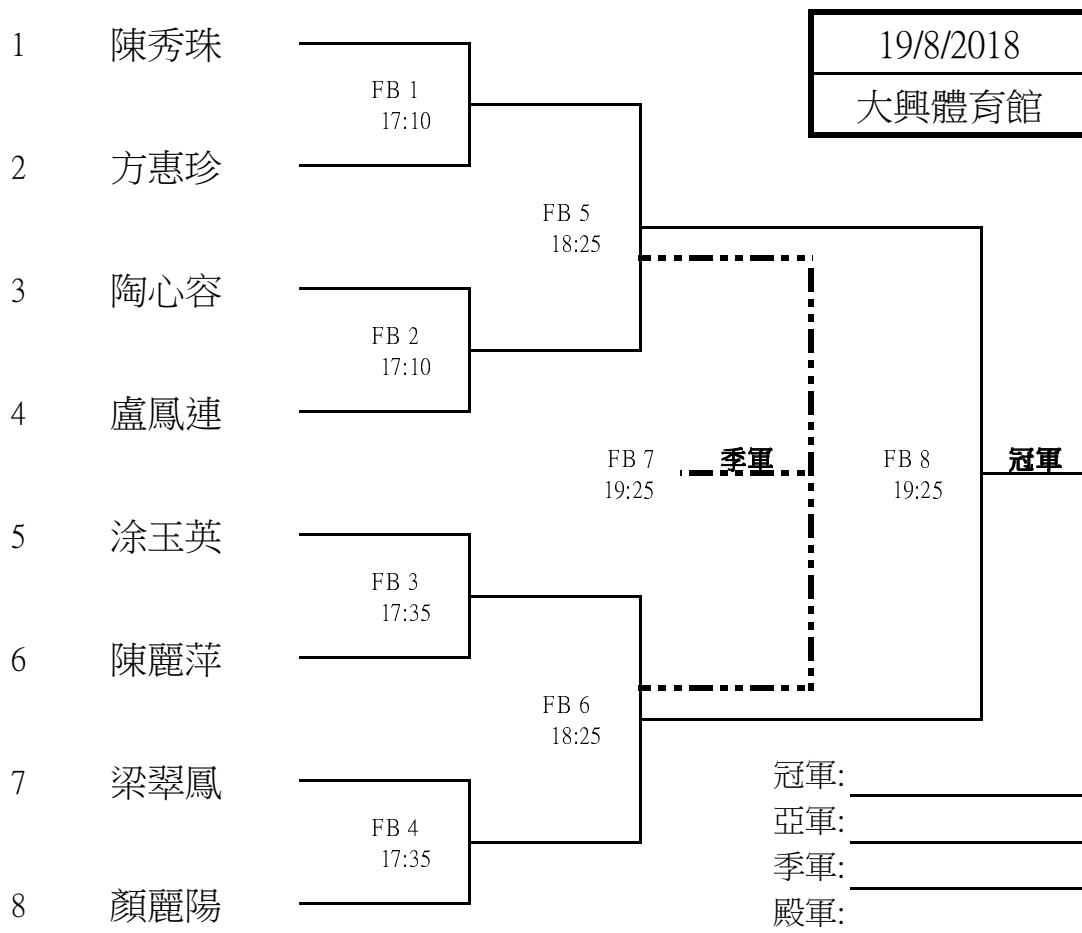 19/8/2018
大興體育館
1 陳秀珠
FB 1
17:10
2 方惠珍
FB 5
18:25
3 陶心容
FB 2
17:10
4 盧鳳連
FB 7 季軍 FB 8 冠軍
19:25 19:25
5 涂玉英
FB 3
17:35
6 陳麗萍
FB 6
18:25
7 梁翠鳳
FB 4
17:35
8 顏麗陽
冠軍:
亞軍:
季軍:
殿軍: